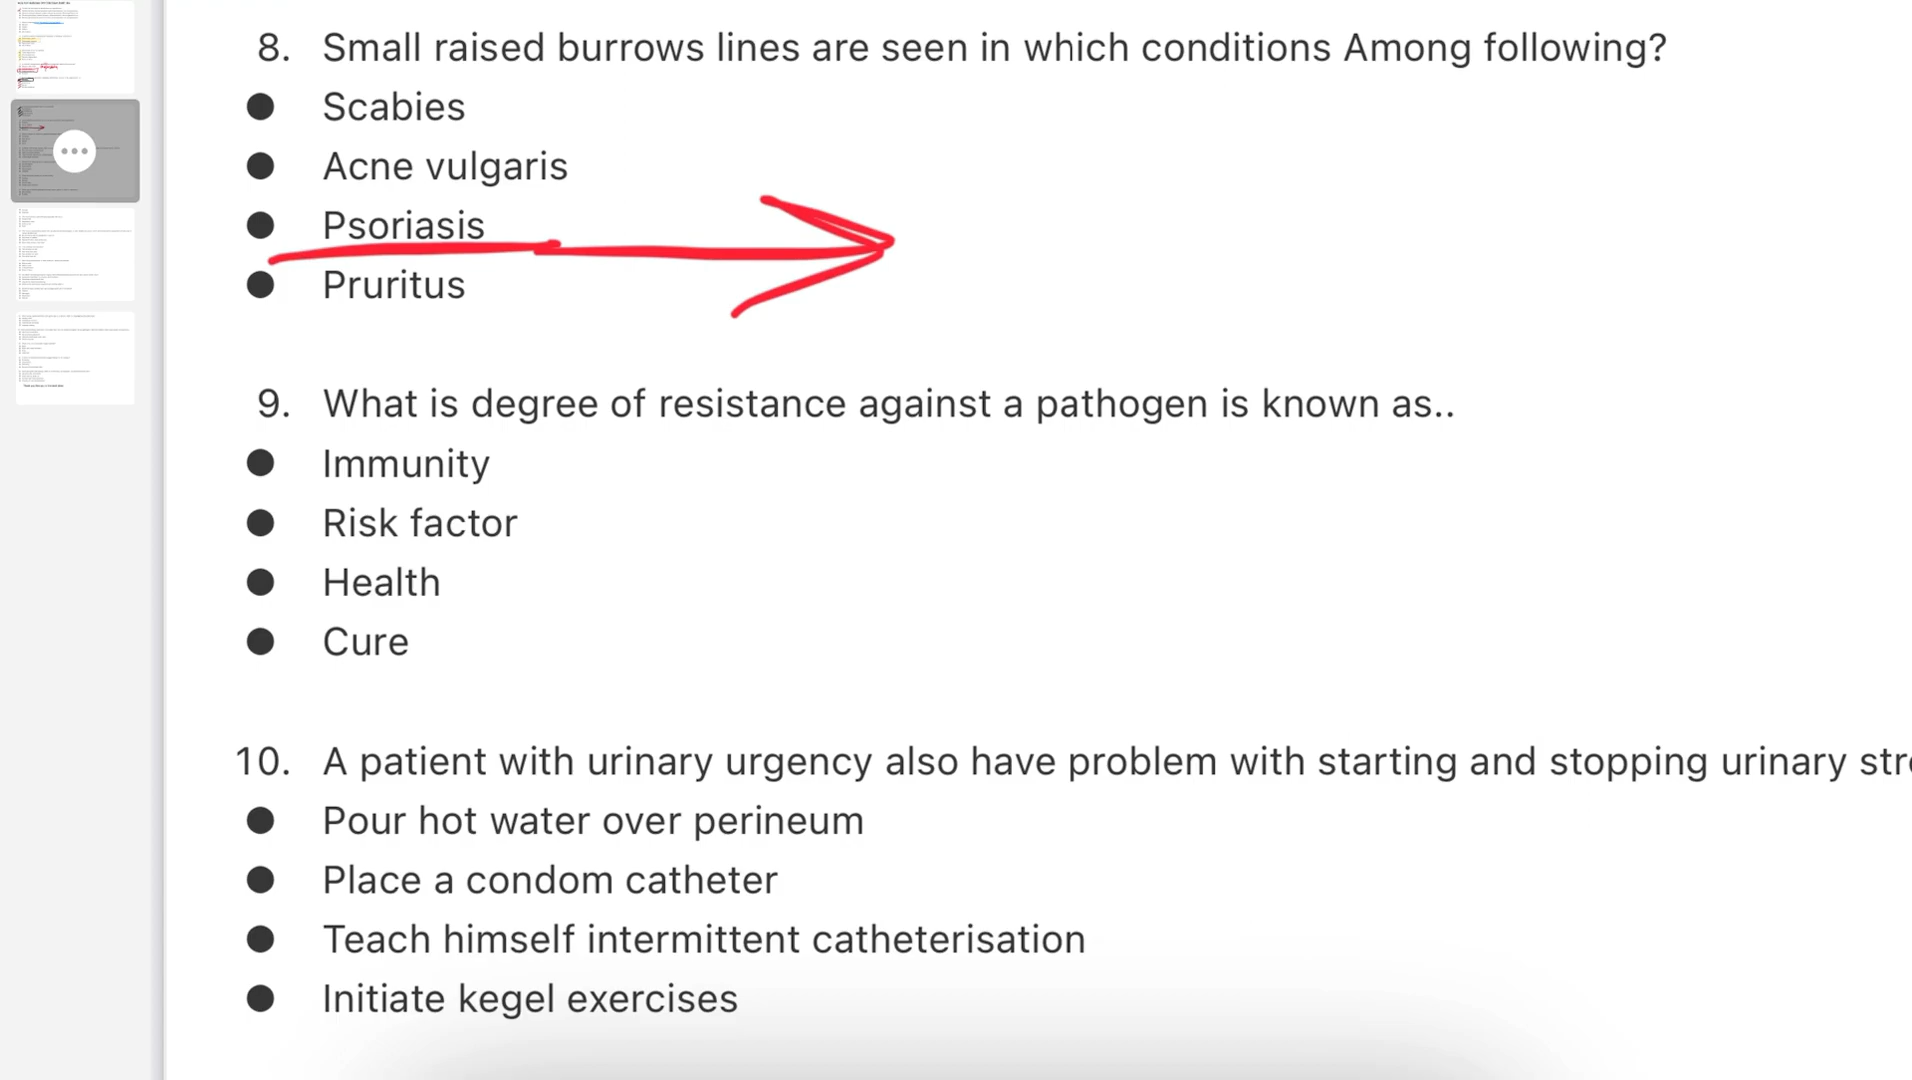 8. Small raised burrows lines are seen in which conditions Among following?
● Scabies
● Acne vulgaris
● Psoriasis
● Pruritus
9. What is degree of resistance against a pathogen is known as..
● Immunity
● Risk factor
● Health
● Cure
10. A patient with urinary urgency also have problem with starting and stopping urinary
● Pour hot water over perineum
● Place a condom catheter
● Teach himself intermittent catheterisation
● Initiate kegel exercises